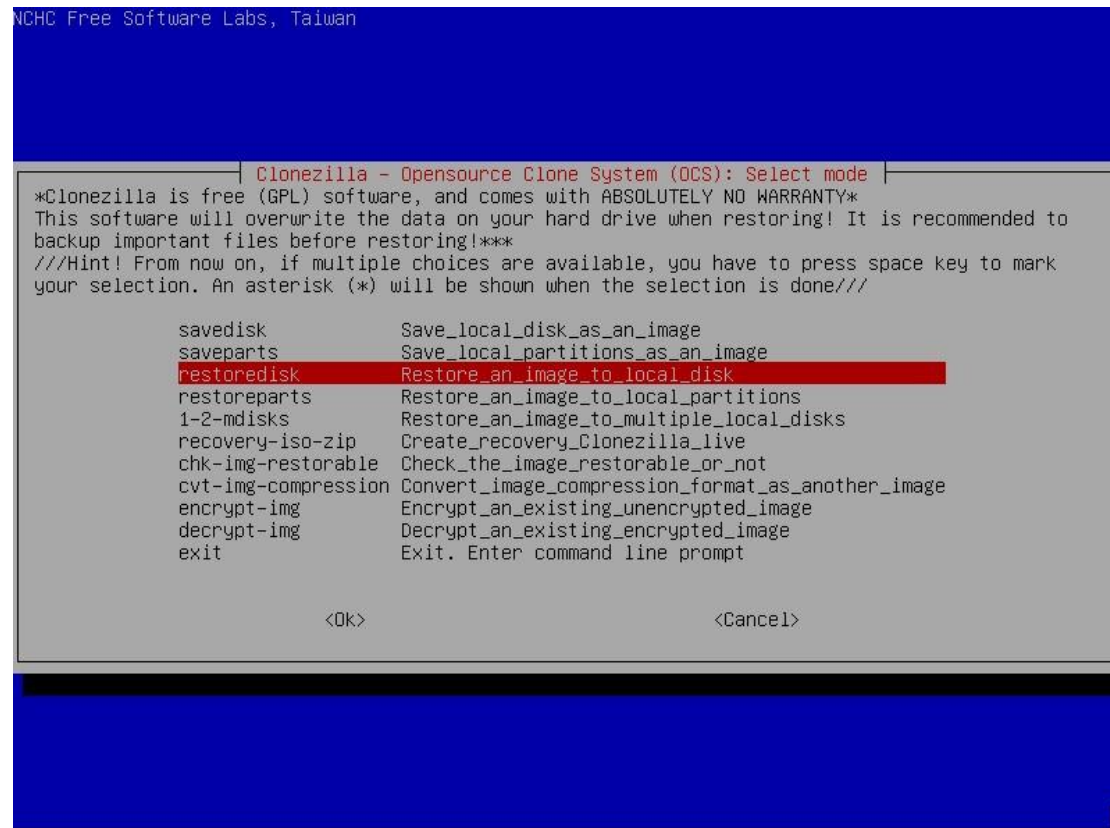 NCHC Free Software Labs, Taiwan
Clonezilla - Opensource Clone System (OCS): Select mode
*Clonezilla is free (GPL) software, and comes with ABSOLUTELY NO WARRANTY*
This software will overwrite the data on your hard drive when restoring! It is recommended to
backup important files before restoring!***
///Hint! From now on, if multiple choices are available, you have to press space key to mark
your selection. An asterisk (*) will be shown when the selection is done///
savedisk Save_local_disk_as_an_image
saveparts Save_local_partitions_as_an_image
restoredisk Restore_an_image_to_local_disk
restoreparts Restore_an_image_to_local_partitions
1-2-mdisks Restore_an_image_to_multiple_local_disks
recovery-iso-zip Create_recovery_Clonezilla_live
chk-img-restorable Check_the_image_restorable_or_not
cvt-img-compression Convert_image_compression_format_as_another_image
encrypt-img Encrypt_an_existing_unencrypted_image
decrypt-img Decrypt_an_existing_encrypted_image
exit Exit. Enter command line prompt
<Ok> <Cancel>